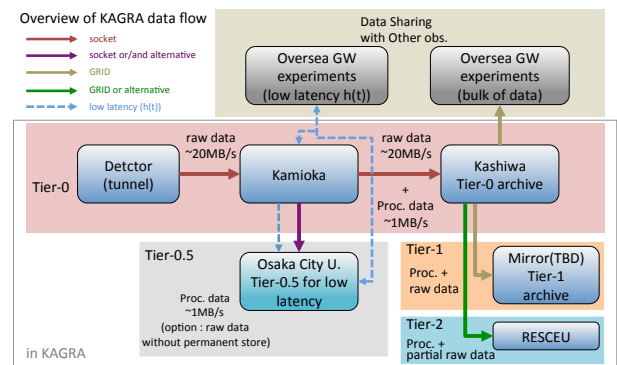 Overview of KAGRA data flow
socket
socket or/and alternative
GRID
GRID or alternative
low latency (h(t))
Data Sharing
with Other obs.
Oversea GW
experiments
(low latency h(t))
Oversea GW
experiments
(bulk of data)
raw data
~20MB/s
raw data
~20MB/s
Detctor
(tunnel)
Kamioka
Kashiwa
Tier-0 archive
Tier-0
+
Proc. data
~1MB/s
Tier-0.5
Osaka City U.
Tier-0.5 for low
latency
Proc. data
~1MB/s
(option : raw data
without permanent store)
Tier-1
Proc. +
raw data
Mirror(TBD)
Tier-1
archive
Tier-2
Proc. +
partial raw data
RESCEU
in KAGRA